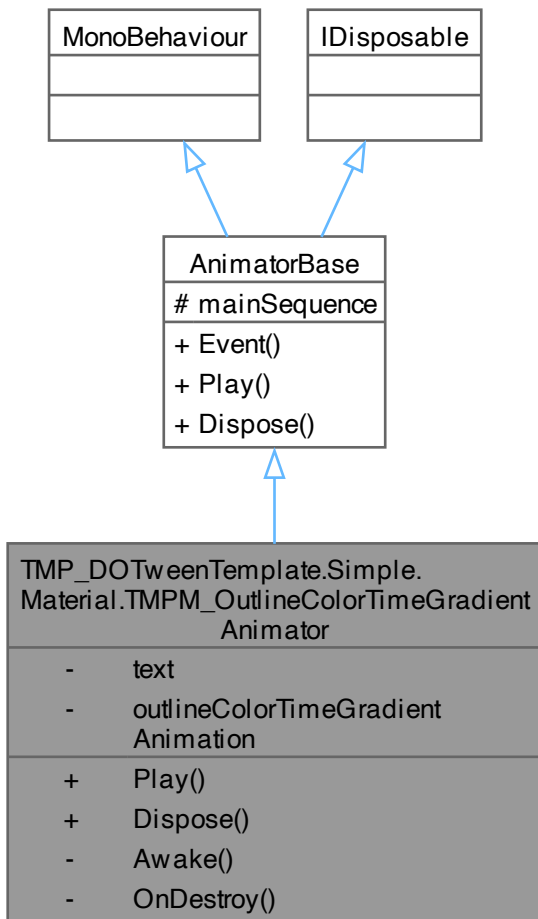 MonoBehaviour
IDisposable
AnimatorBase
# mainSequence
+ Event()
+ Play()
+ Dispose()
TMP_DOTweenTemplate.Simple.
Material.TMPM_OutlineColorTimeGradient
Animator
- text
- outlineColorTimeGradient
Animation
+ Play()
+ Dispose()
- Awake()
- OnDestroy()